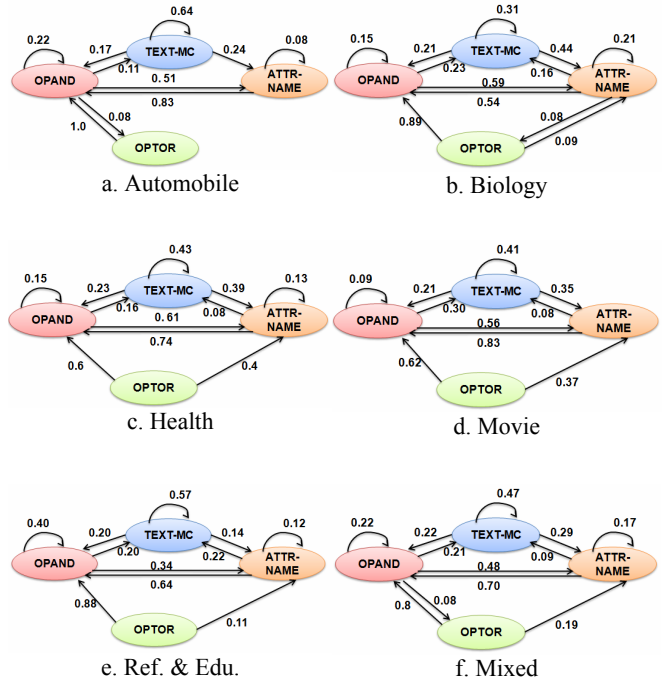 0.64
0.22
0.08
0.17
TEXT-MC
0.24
OPAND
0.11
0.51
ATTR-
NAME
0.83
0.08
1.0
OPTOR
a. Automobile
0.31
0.15
0.21
0.21
TEXT-MC
0.44
OPAND
0.23
0.16
0.59
ATTR-
NAME
0.54
0.89
0.08
0.09
OPTOR
b. Biology
0.43
0.15
0.13
0.23
TEXT-MC
0.39
OPAND
0.16
0.08
0.61
ATTR-
NAME
0.74
0.6
0.4
OPTOR
c. Health
0.41
0.09
0.21
TEXT-MC
0.35
OPAND
0.30
0.08
0.56
ATTR-
NAME
0.83
0.62
0.37
OPTOR
d. Movie
0.57
0.40
0.12
0.20
TEXT-MC
0.14
OPAND
0.20
0.22
0.34
ATTR-
NAME
0.64
0.88
0.11
OPTOR
e. Ref. & Edu.
0.47
0.22
0.17
0.22
TEXT-MC
0.29
OPAND
0.21
0.09
0.48
ATTR-
NAME
0.70
0.08
0.8
0.19
OPTOR
f. Mixed